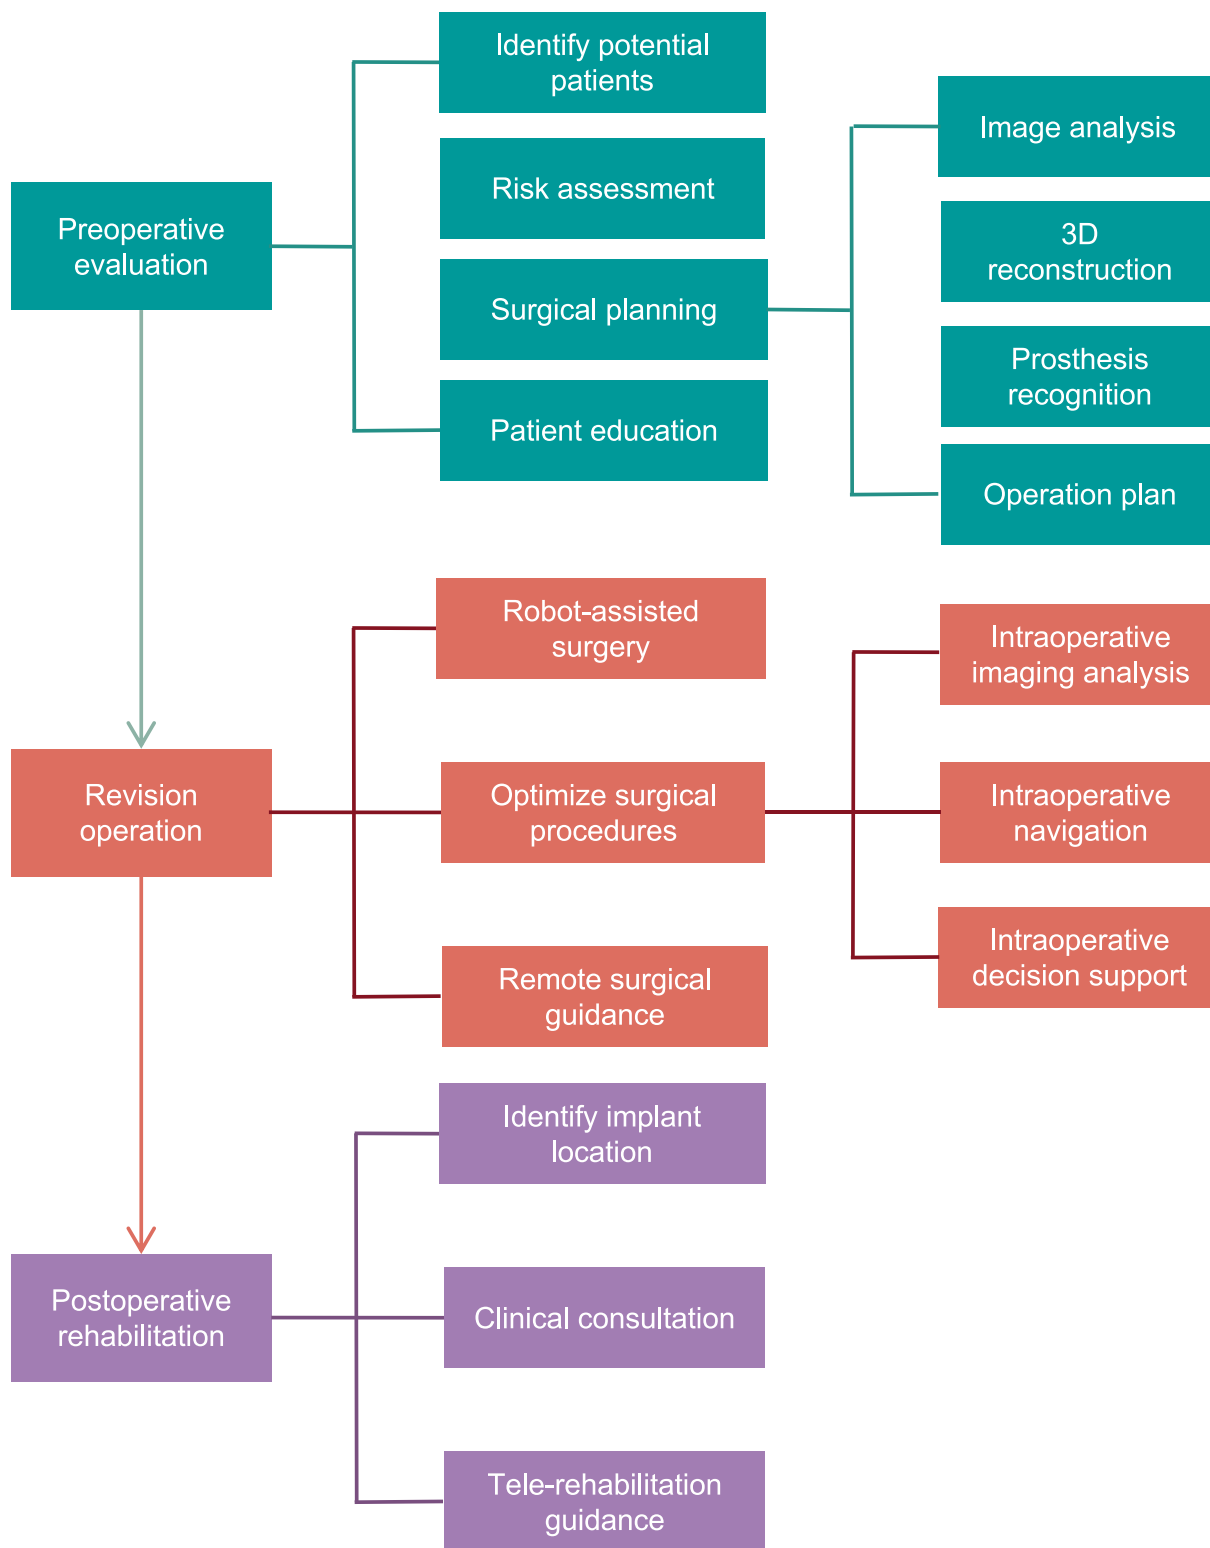 Preoperative
evaluation
Identify potential
patients
Risk assessment
Surgical planning
Patient education
Image analysis
3D
reconstruction
Prosthesis
recognition
Operation plan
Revision
operation
Robot-assisted
surgery
Optimize surgical
procedures
Remote surgical
guidance
Intraoperative
imaging analysis
Intraoperative
navigation
Intraoperative
decision support
Postoperative
rehabilitation
Identify implant
location
Clinical consultation
Tele-rehabilitation
guidance